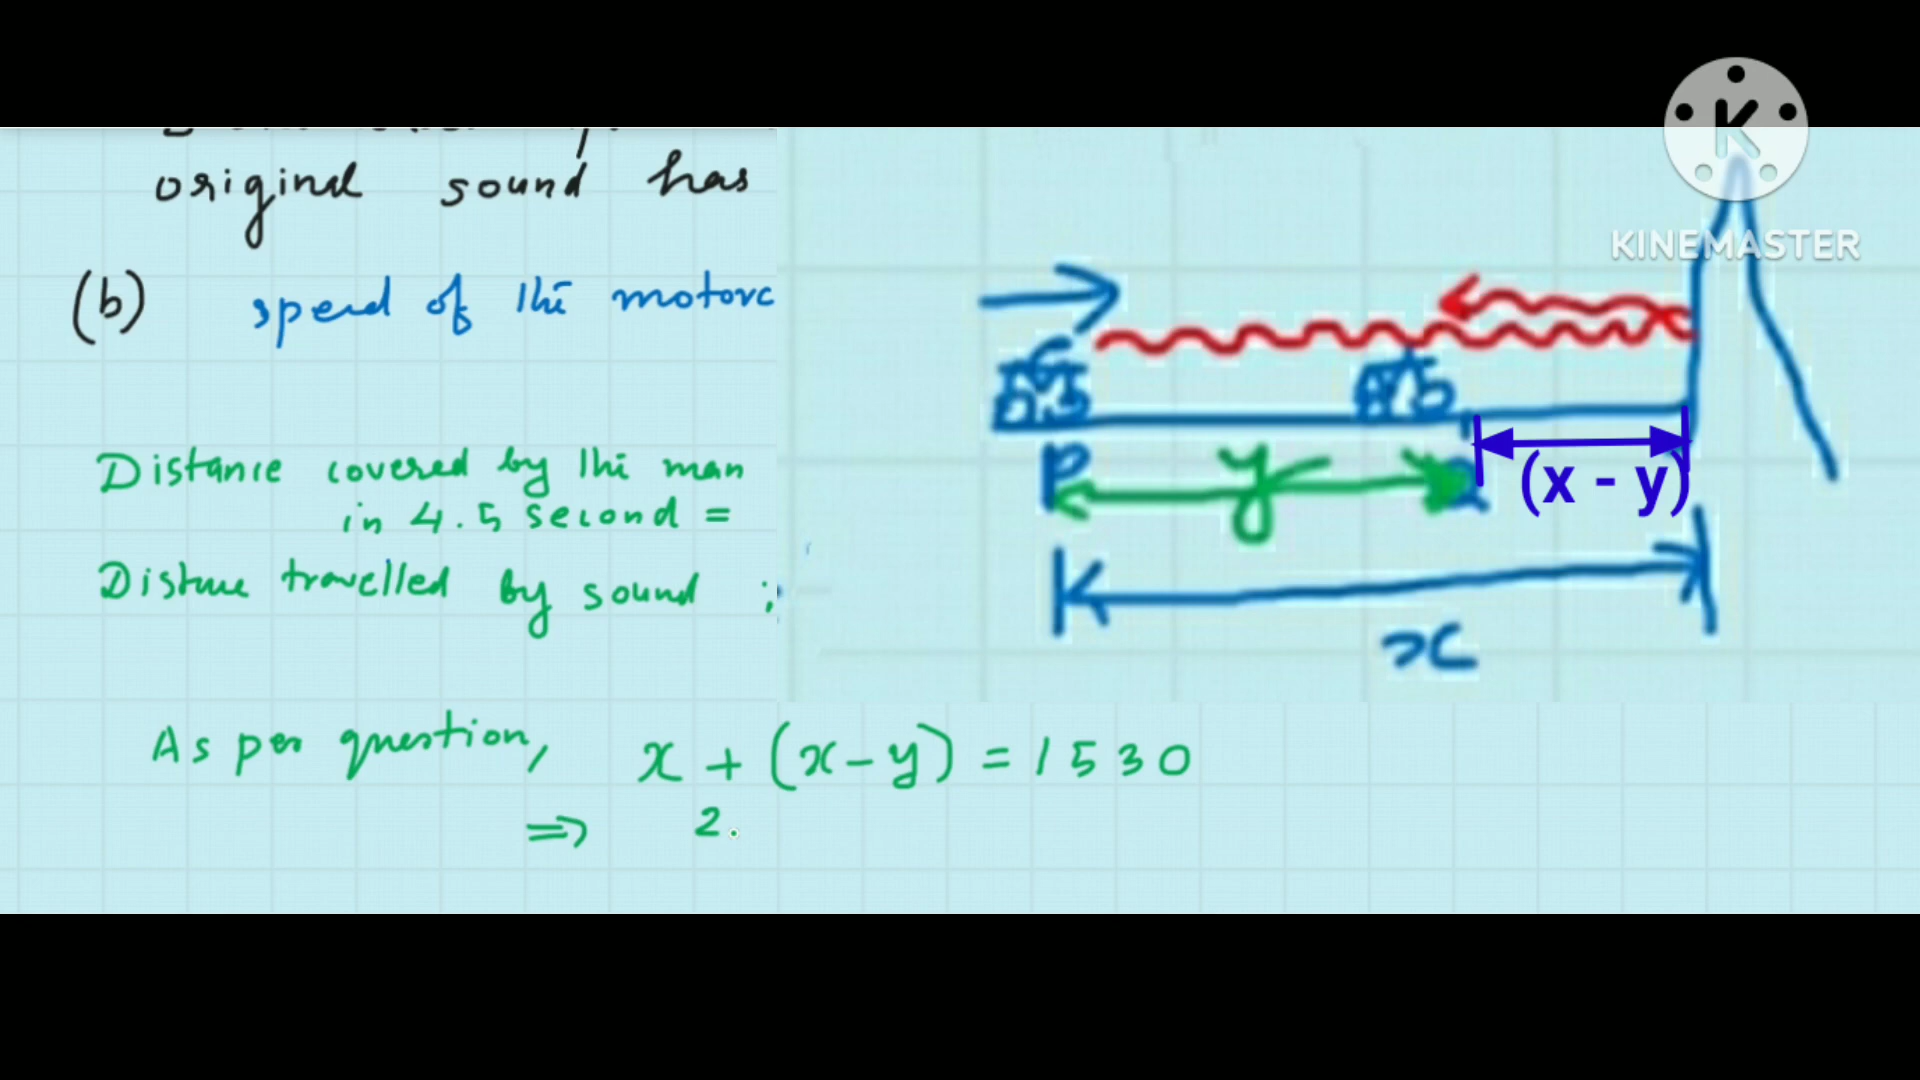 original sound has
(b) speed of the motorc
Distance covered by the man
in 4.5 second =
Distance travelled by sound i
As per question, x + (x - y) = 1530
⇒ 2.
K
KINEMASTER
P
y
Q
(x - y)
x